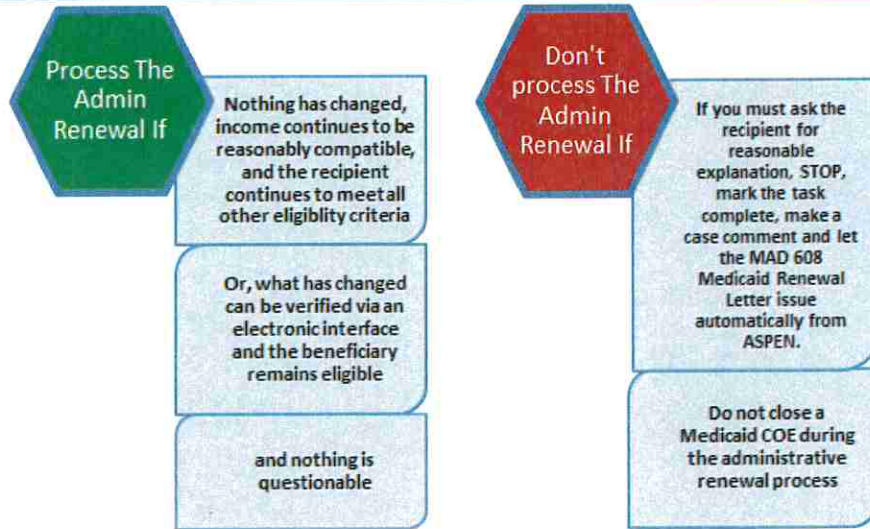 Process The
Admin
Renewal If
Nothing has changed,
income continues to be
reasonably compatible,
and the recipient
continues to meet all
other eligiblity criteria
Or, what has changed
can be verified via an
electronic interface
and the beneficiary
remains eligible
and nothing is
questionable
Don't
process The
Admin
Renewal If
If you must ask the
recipient for
reasonable
explanation, STOP,
mark the task
complete, make a
case comment and let
the MAD 608
Medicaid Renewal
Letter issue
automatically from
ASPEN.
Do not close a
Medicaid COE during
the administrative
renewal process